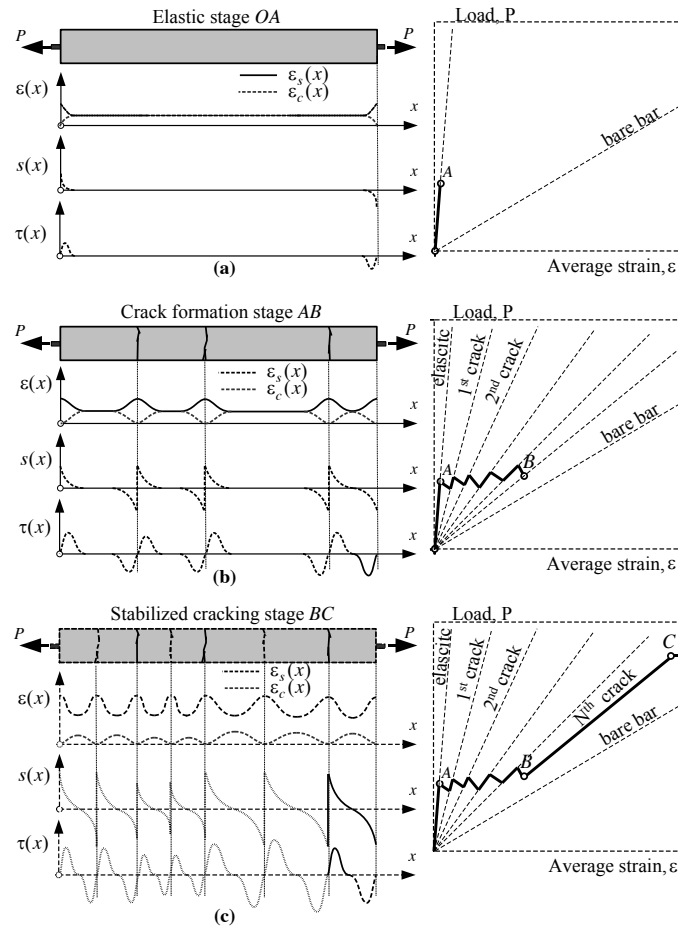 Elastic stage OA
P
P
ε(x)
εs(x)
εc(x)
x
s(x)
x
τ(x)
x
(a)
Load, P
A
bare bar
Average strain, ε
Crack formation stage AB
P
P
ε(x)
εs(x)
εc(x)
x
s(x)
x
τ(x)
x
(b)
Load, P
elascitc
1st crack
2nd crack
A
B
bare bar
Average strain, ε
Stabilized cracking stage BC
P
P
εs(x)
εc(x)
ε(x)
x
s(x)
x
τ(x)
x
(c)
Load, P
elascitc
1st crack
2nd crack
Nth crack
C
A
B
bare bar
Average strain, ε